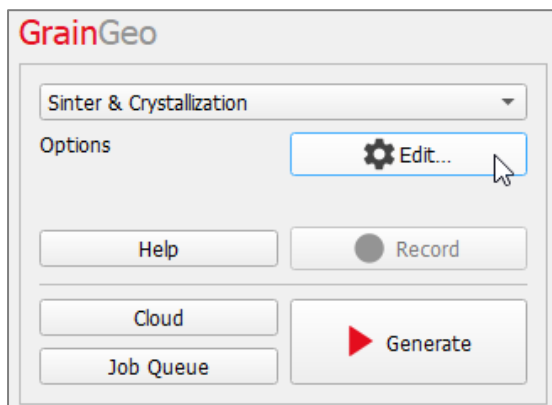 GrainGeo
Sinter & Crystallization
Options
Edit...
Help
Record
Cloud
Generate
Job Queue